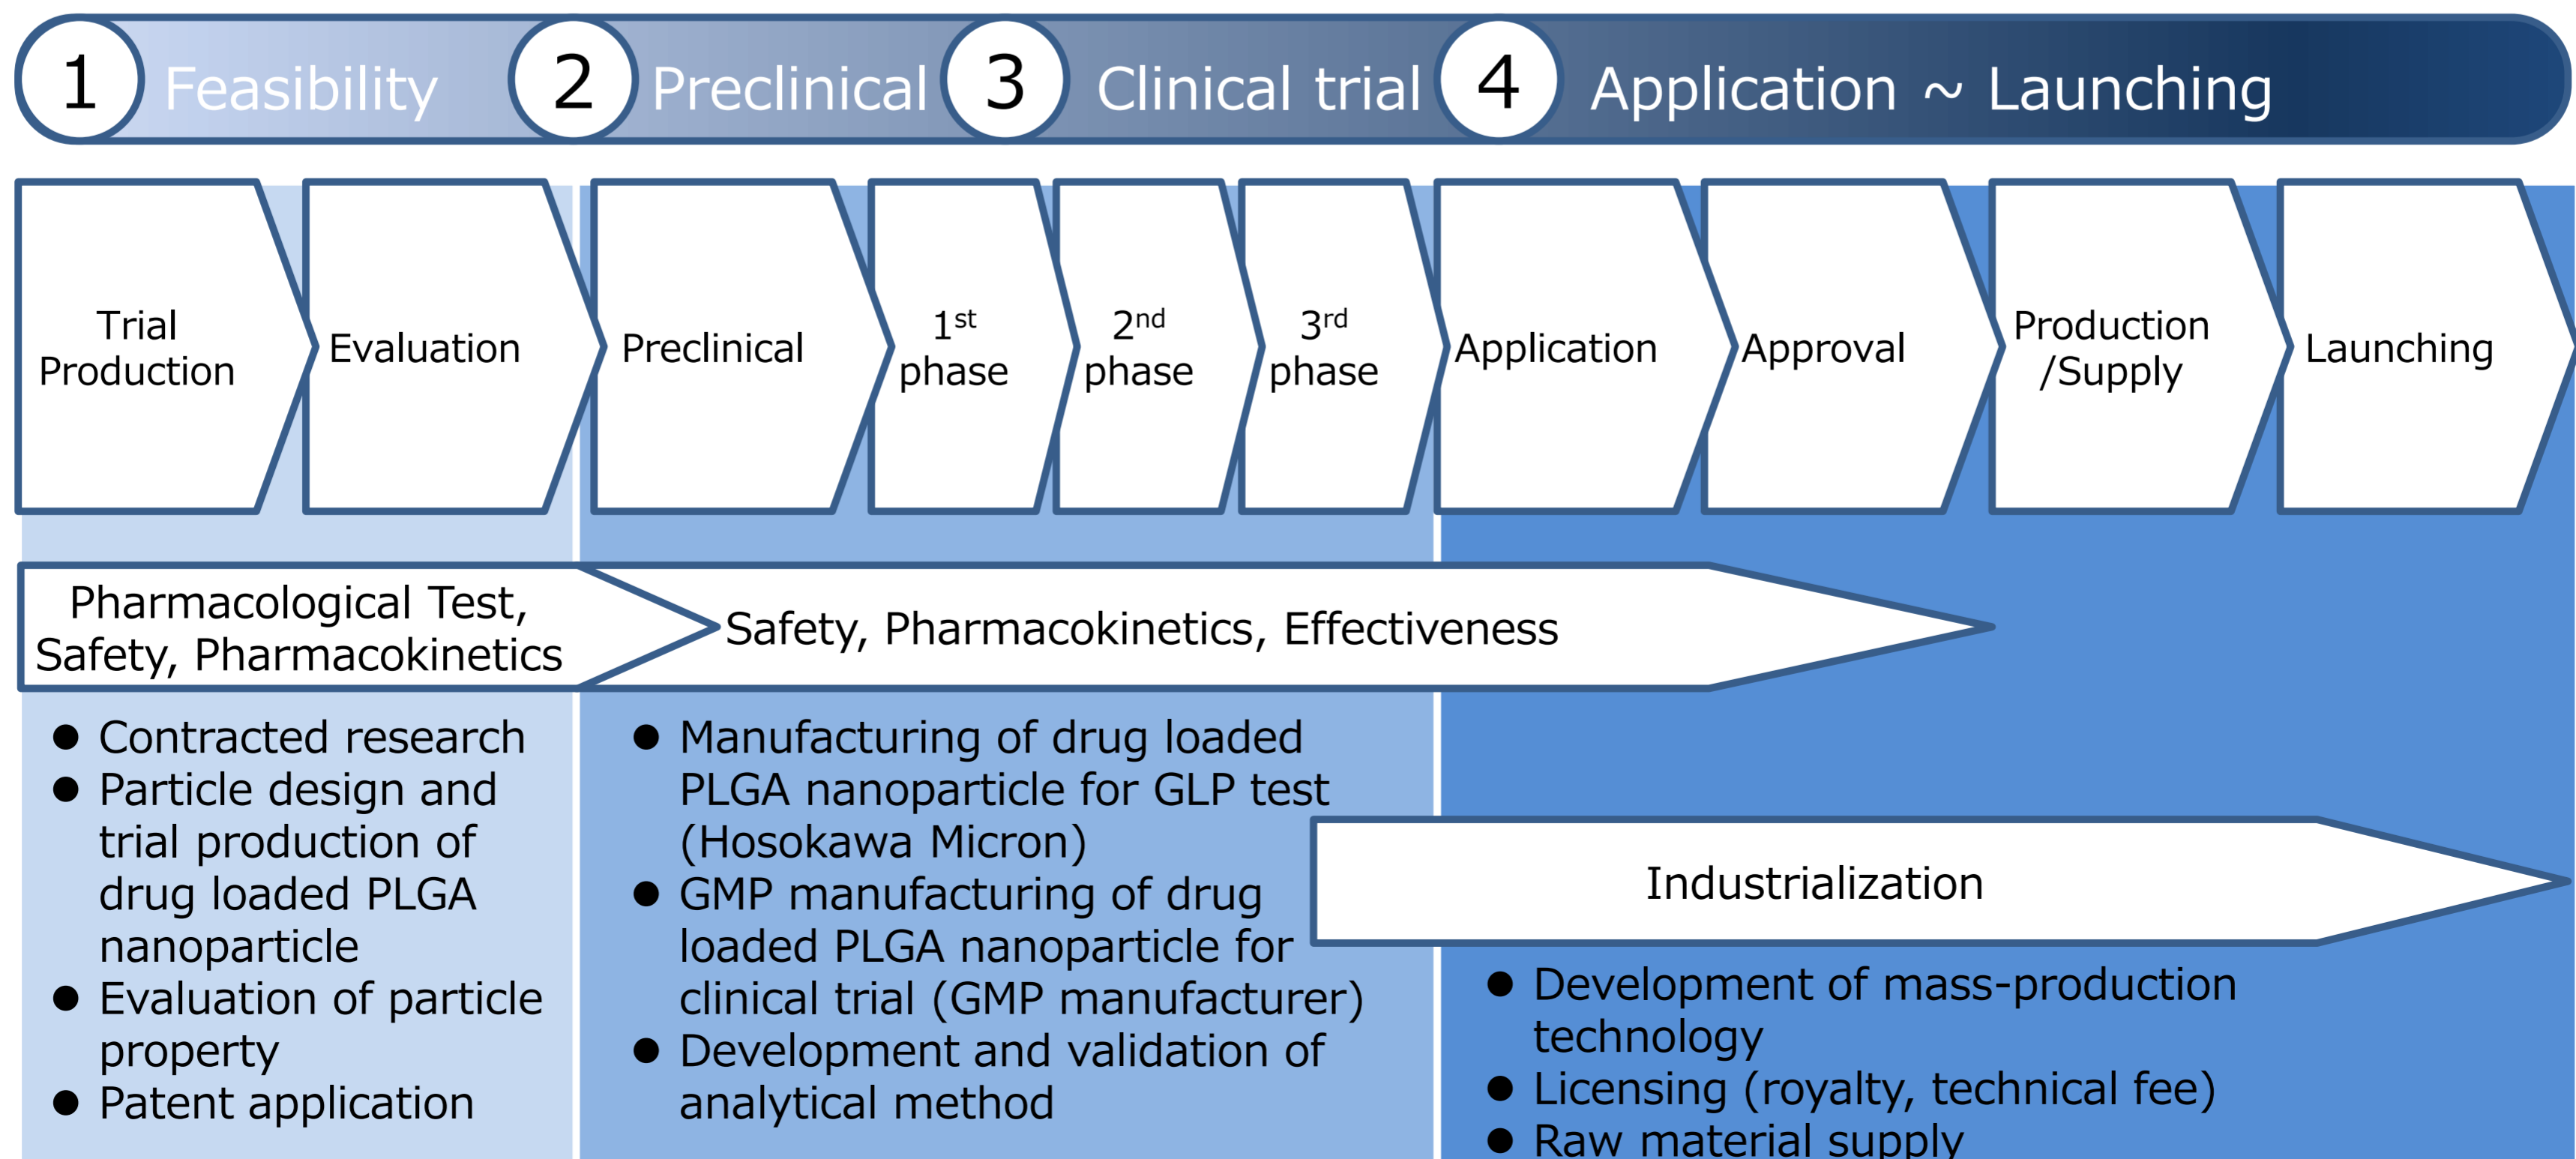 1 Feasibility 2 Preclinical 3 Clinical trial 4 Application ~ Launching
Trial
Production
Evaluation
Preclinical
1st
phase
2nd
phase
3rd
phase
Application
Approval
Production
/Supply
Launching
Pharmacological Test,
Safety, Pharmacokinetics
Safety, Pharmacokinetics, Effectiveness
● Contracted research
● Particle design and
trial production of
drug loaded PLGA
nanoparticle
● Evaluation of particle
property
● Patent application
● Manufacturing of drug loaded
PLGA nanoparticle for GLP test
(Hosokawa Micron)
● GMP manufacturing of drug
loaded PLGA nanoparticle for
clinical trial (GMP manufacturer)
● Development and validation of
analytical method
Industrialization
● Development of mass-production
technology
● Licensing (royalty, technical fee)
● Raw material supply